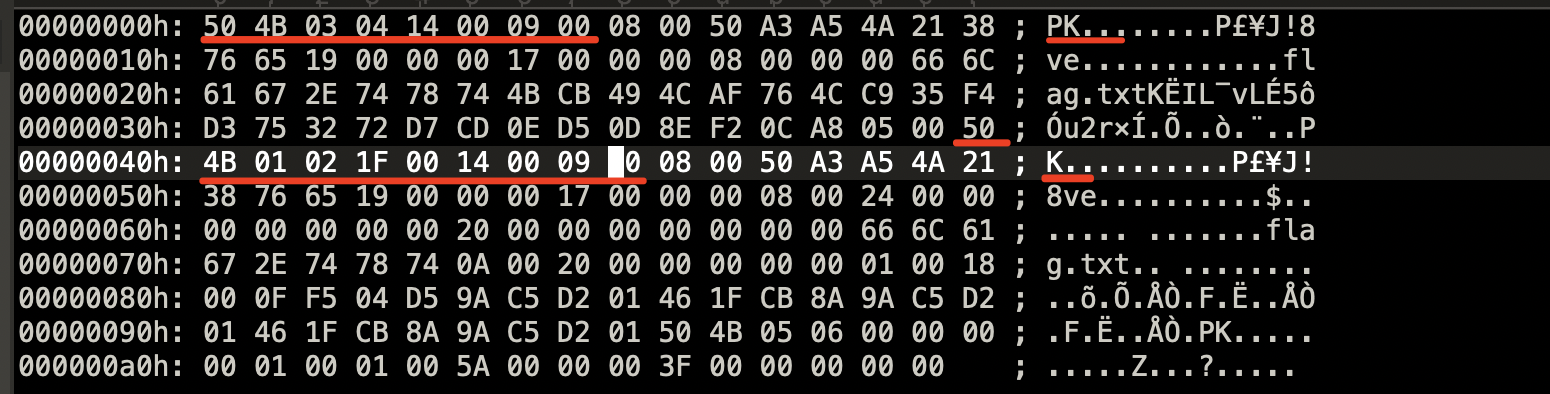 00000000h: 50 4B 03 04 14 00 09 00 08 00 50 A3 A5 4A 21 38 ; PK........P£¥J!8
00000010h: 76 65 19 00 00 00 17 00 00 00 08 00 00 00 66 6C ; ve............fl
00000020h: 61 67 2E 74 78 74 4B CB 49 4C AF 76 4C C9 35 F4 ; ag.txtKËIL¯vLÉ5ô
00000030h: D3 75 32 72 D7 CD 0E D5 0D 8E F2 0C A8 05 00 50 ; Óu2r×Í.Õ..ò.¨..P
00000040h: 4B 01 02 1F 00 14 00 09 00 08 00 50 A3 A5 4A 21 ; K..........P£¥J!
00000050h: 38 76 65 19 00 00 00 17 00 00 00 08 00 24 00 00 ; 8ve..........$..
00000060h: 00 00 00 00 00 20 00 00 00 00 00 00 00 66 6C 61 ; ..... .......fla
00000070h: 67 2E 74 78 74 0A 00 20 00 00 00 00 00 01 00 18 ; g.txt.. ........
00000080h: 00 0F F5 04 D5 9A C5 D2 01 46 1F CB 8A 9A C5 D2 ; ..õ.Õ.ÅÒ.F.Ë..ÅÒ
00000090h: 01 46 1F CB 8A 9A C5 D2 01 50 4B 05 06 00 00 00 ; .F.Ë..ÅÒ.PK.....
000000a0h: 00 01 00 01 00 5A 00 00 00 3F 00 00 00 00 00 ; .....Z...?.....